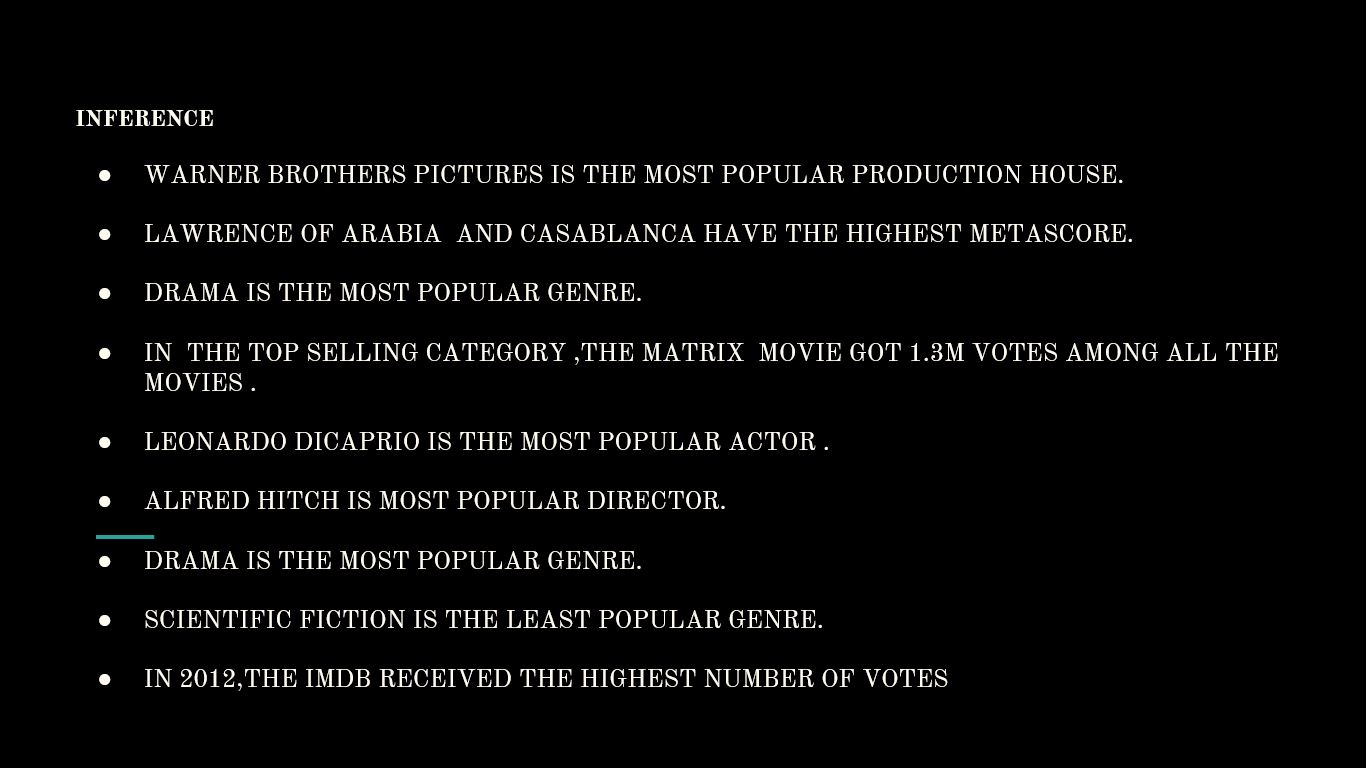 INFERENCE
● WARNER BROTHERS PICTURES IS THE MOST POPULAR PRODUCTION HOUSE.
● LAWRENCE OF ARABIA  AND CASABLANCA HAVE THE HIGHEST METASCORE.
● DRAMA IS THE MOST POPULAR GENRE.
● IN  THE TOP SELLING CATEGORY ,THE MATRIX  MOVIE GOT 1.3M VOTES AMONG ALL THE
MOVIES .
● LEONARDO DICAPRIO IS THE MOST POPULAR ACTOR .
● ALFRED HITCH IS MOST POPULAR DIRECTOR.
● DRAMA IS THE MOST POPULAR GENRE.
● SCIENTIFIC FICTION IS THE LEAST POPULAR GENRE.
● IN 2012,THE IMDB RECEIVED THE HIGHEST NUMBER OF VOTES